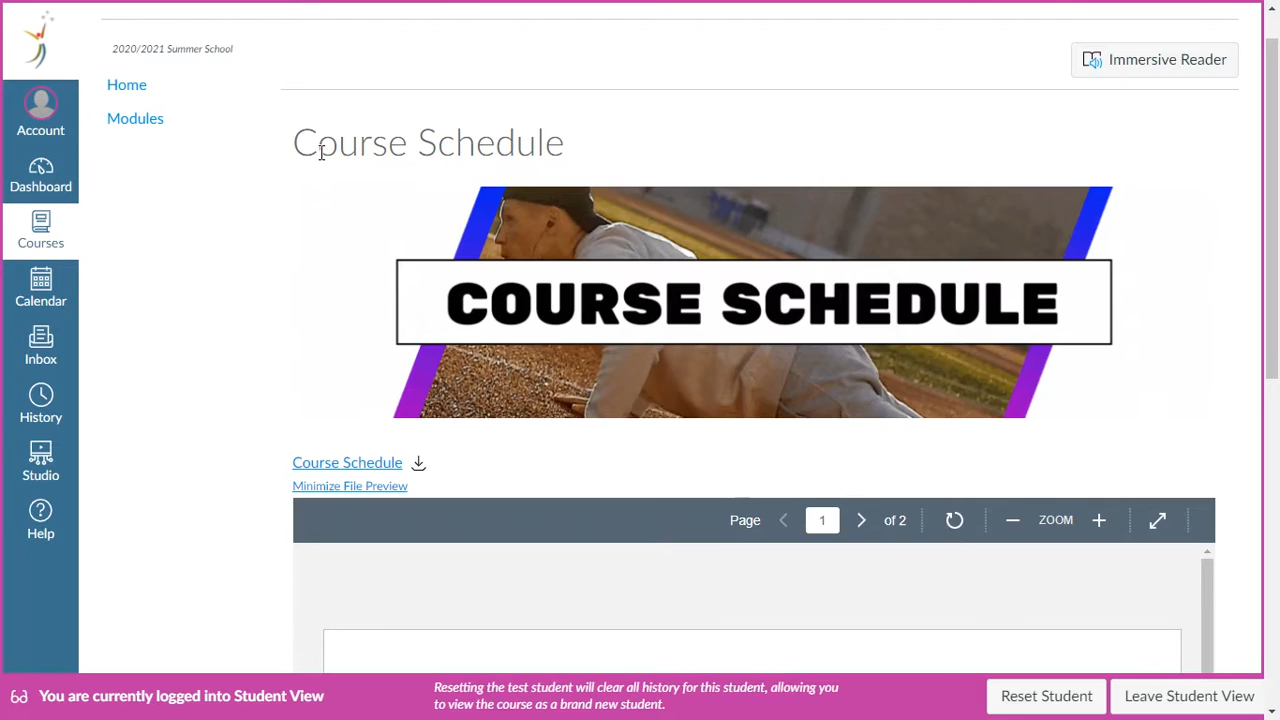 2020/2021 Summer School
Immersive Reader
Home
Account
Modules
Course Schedule
Dashboard
COURSE SCHEDULE
Courses
Calendar
Inbox
History
Course Schedule
Studio
Minimize File Preview
Page 1 of 2 ZOOM
Help
You are currently logged into Student View
Resetting the test student will clear all history for this student, allowing you
to view the course as a brand new student.
Reset Student
Leave Student View